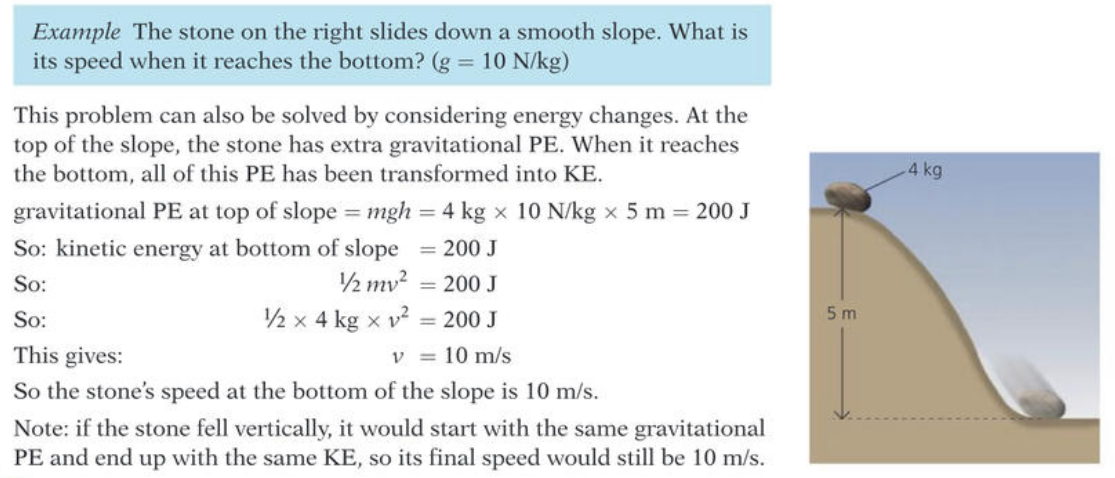 Example The stone on the right slides down a smooth slope. What is
its speed when it reaches the bottom? (g = 10 N/kg)
This problem can also be solved by considering energy changes. At the
top of the slope, the stone has extra gravitational PE. When it reaches
the bottom, all of this PE has been transformed into KE.
gravitational PE at top of slope = mgh = 4 kg × 10 N/kg × 5 m = 200 J
So: kinetic energy at bottom of slope = 200 J
So: ½ mv² = 200 J
So: ½ × 4 kg × v² = 200 J
This gives: v = 10 m/s
So the stone's speed at the bottom of the slope is 10 m/s.
Note: if the stone fell vertically, it would start with the same gravitational
PE and end up with the same KE, so its final speed would still be 10 m/s.
4 kg
5 m